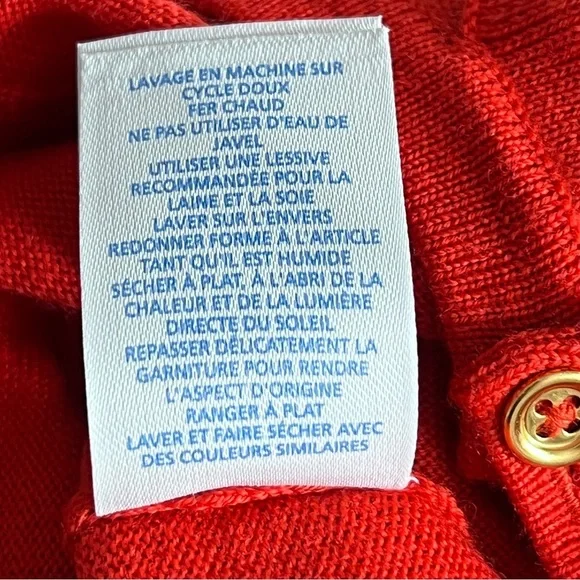 LAVAGE EN MACHINE SUR
CYCLE DOUX
FER CHAUD
NE PAS UTILISER D'EAU DE
JAVEL
UTILISER UNE LESSIVE
RECOMMANDÉE POUR LA
LAINE ET LA SOIE
LAVER SUR L'ENVERS
REDONNER FORME À L'ARTICLE
TANT QU'IL EST HUMIDE
SÉCHER À PLAT, À L'ABRI DE LA
CHALEUR ET DE LA LUMIÈRE
DIRECTE DU SOLEIL
REPASSER DÉLICATEMENT LA
GARNITURE POUR RENDRE
L'ASPECT D'ORIGINE
RANGER À PLAT
LAVER ET FAIRE SÉCHER AVEC
DES COULEURS SIMILAIRES